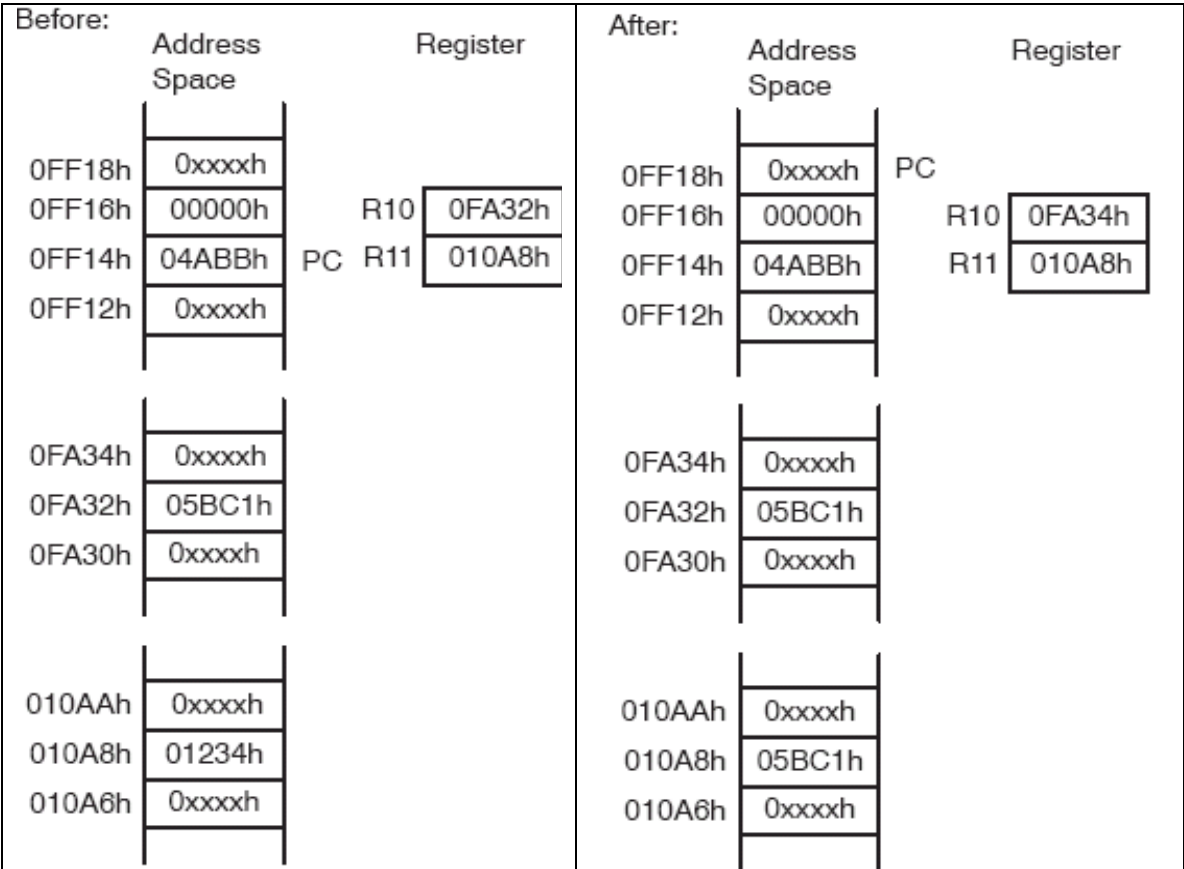 Before:
Address Space Register
0FF18h 0xxxxh
0FF16h 00000h R10 0FA32h
0FF14h 04ABBh PC R11 010A8h
0FF12h 0xxxxh
0FA34h 0xxxxh
0FA32h 05BC1h
0FA30h 0xxxxh
010AAh 0xxxxh
010A8h 01234h
010A6h 0xxxxh
After:
Address Space Register
0FF18h 0xxxxh PC
0FF16h 00000h R10 0FA34h
0FF14h 04ABBh R11 010A8h
0FF12h 0xxxxh
0FA34h 0xxxxh
0FA32h 05BC1h
0FA30h 0xxxxh
010AAh 0xxxxh
010A8h 05BC1h
010A6h 0xxxxh